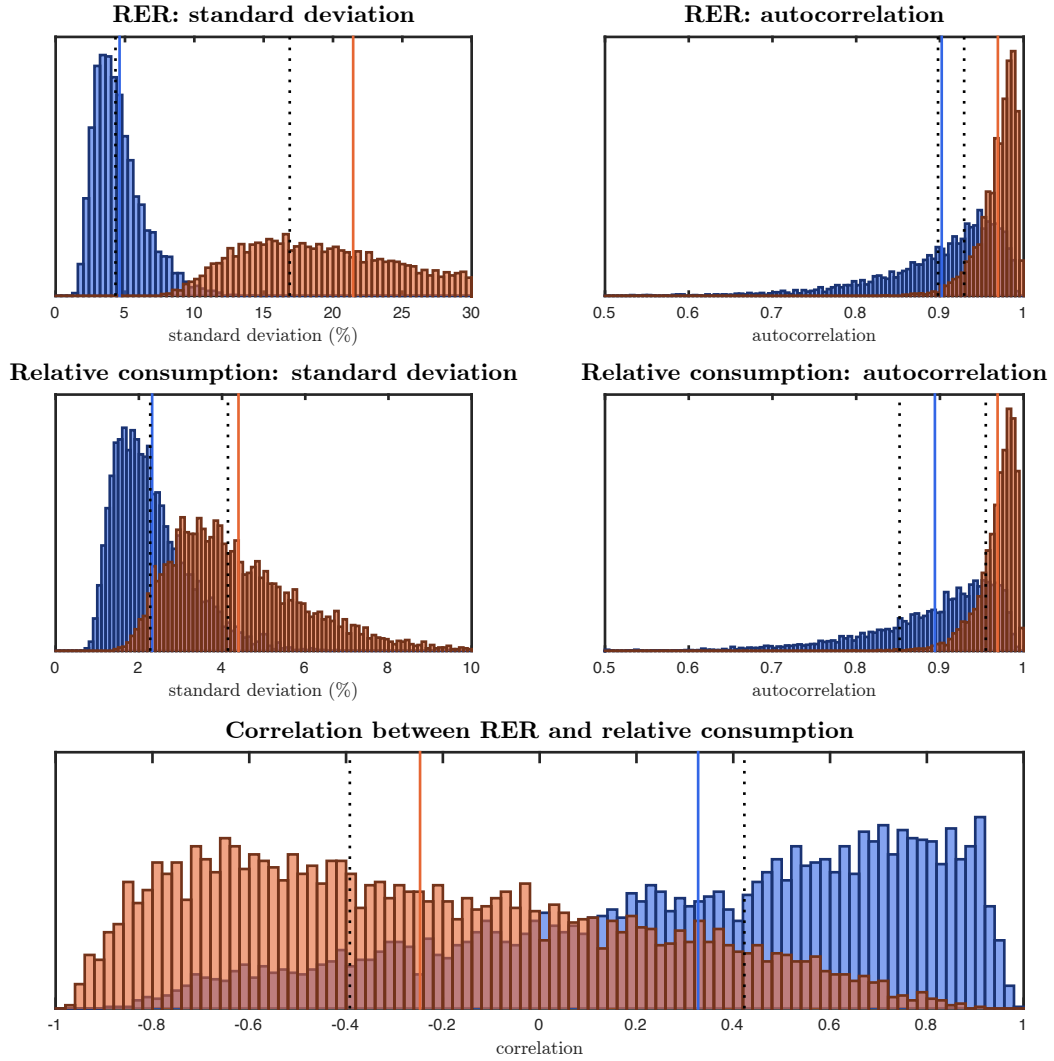 RER: standard deviation
RER: autocorrelation
0 5 10 15 20 25 30
0.5 0.6 0.7 0.8 0.9 1
standard deviation (%)
autocorrelation
Relative consumption: standard deviation
Relative consumption: autocorrelation
0 2 4 6 8 10
0.5 0.6 0.7 0.8 0.9 1
standard deviation (%)
autocorrelation
Correlation between RER and relative consumption
-1 -0.8 -0.6 -0.4 -0.2 0 0.2 0.4 0.6 0.8 1
correlation